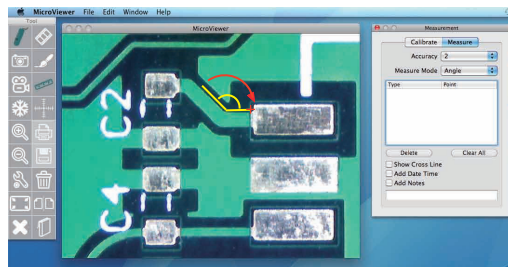 MicroViewer File Edit Window Help
Tool
MicroViewer
C2
C4
Measurement
Calibrate Measure
Accuracy 2
Measure Mode Angle
Type Point
Delete Clear All
Show Cross Line
Add Date Time
Add Notes